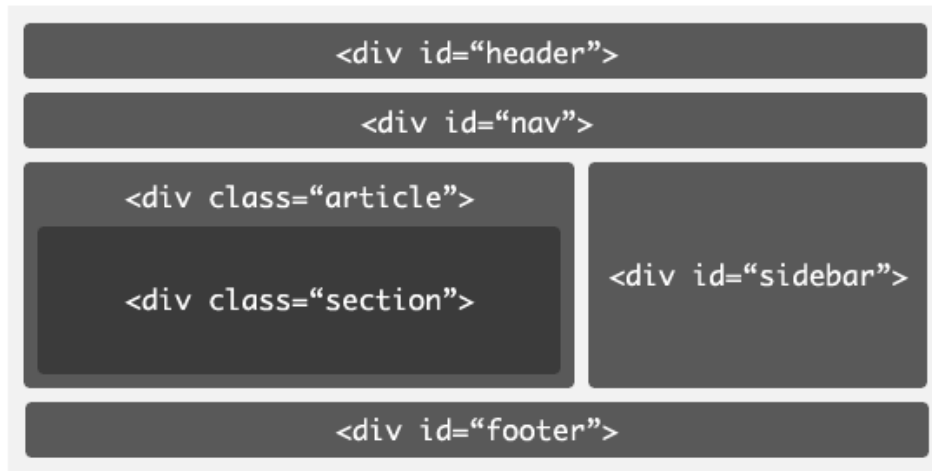 <div id=“header”>
<div id=“nav”>
<div class=“article”>
<div class=“section”>
<div id=“sidebar”>
<div id=“footer”>